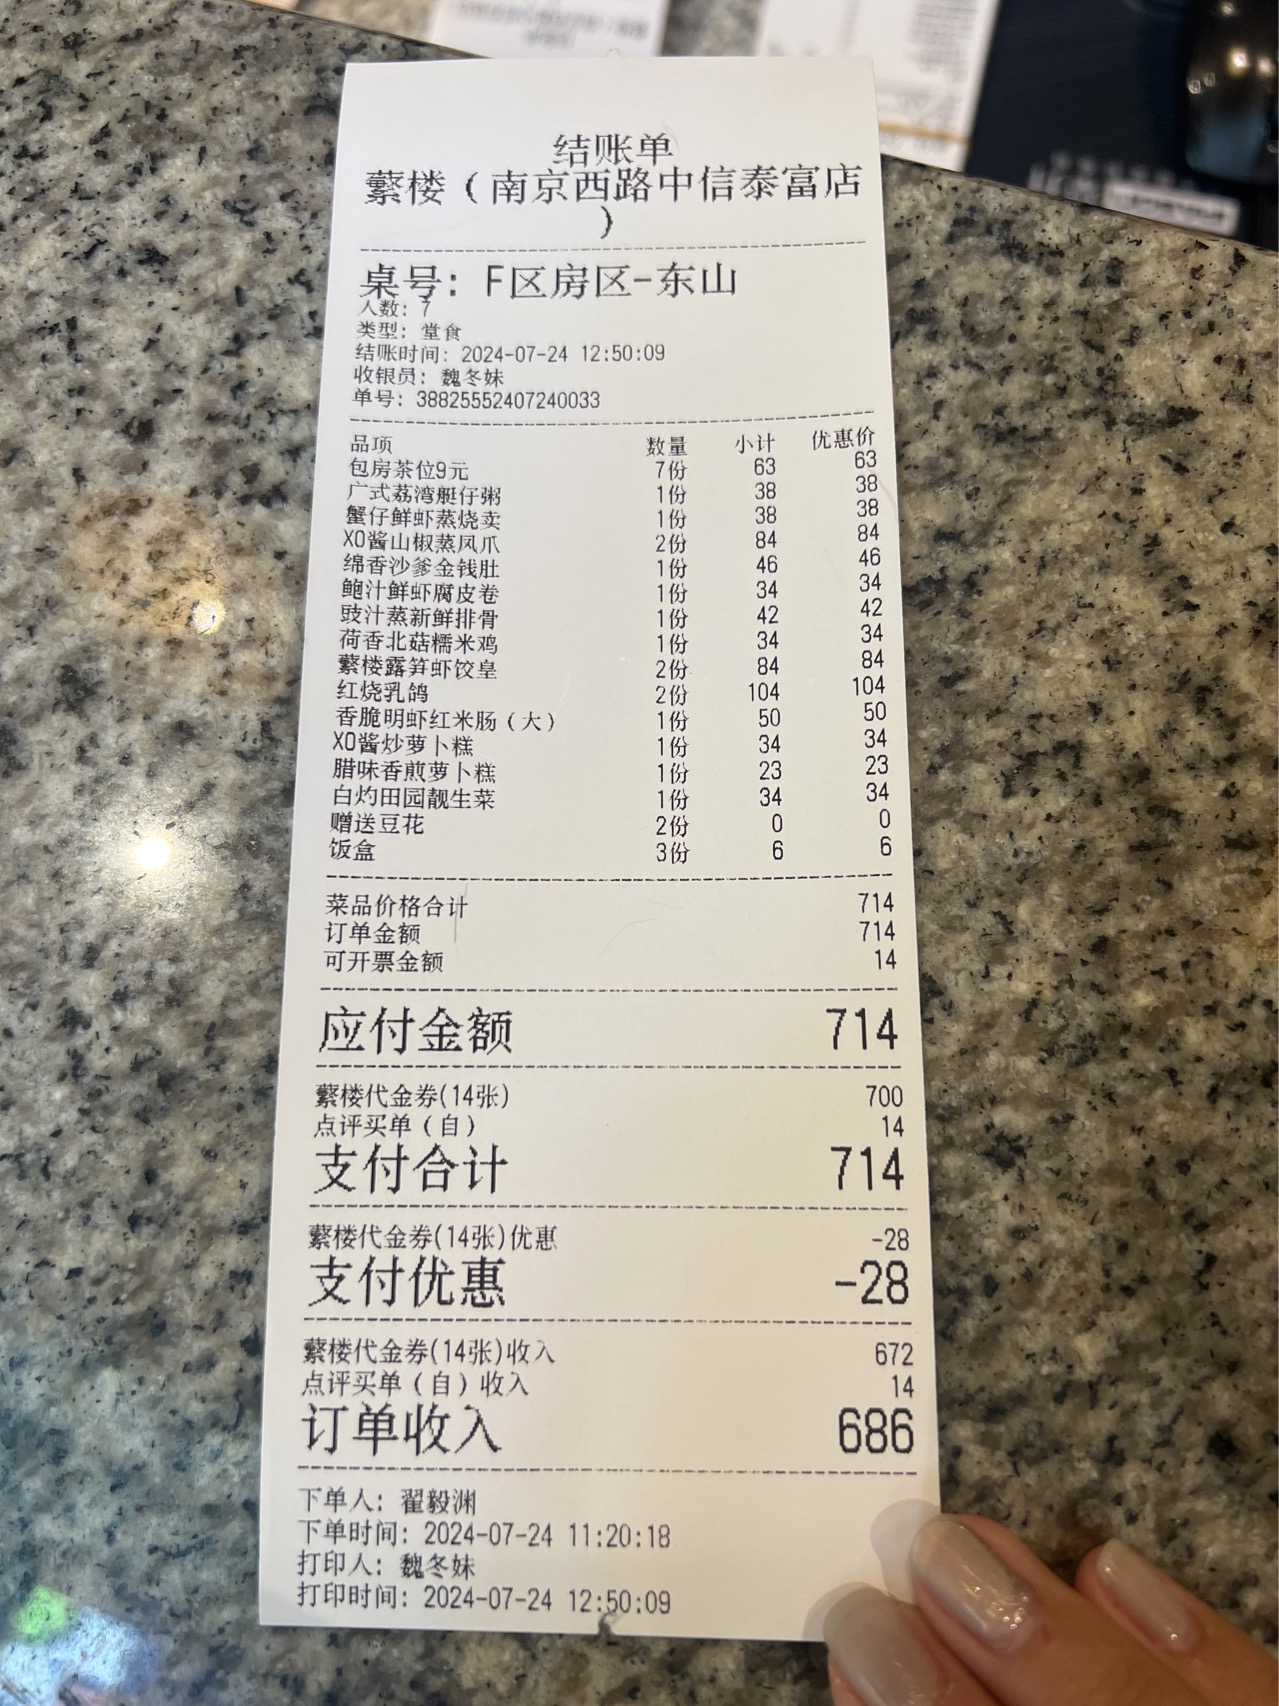 结账单
蘩楼（南京西路中信泰富店
）
桌号：F区房区-东山
人数：7
类型：堂食
结账时间：2024-07-24 12:50:09
收银员：魏冬妹
单号：38825552407240033
品项 数量 小计 优惠价
包房茶位9元 7份 63 63
广式荔湾艇仔粥 1份 38 38
蟹仔鲜虾蒸烧卖 1份 38 38
XO酱山椒蒸凤爪 2份 84 84
绵香沙爹金钱肚 1份 46 46
鲍汁鲜虾腐皮卷 1份 34 34
豉汁蒸新鲜排骨 1份 42 42
荷香北菇糯米鸡 1份 34 34
蘩楼露笋虾饺皇 2份 84 84
红烧乳鸽 2份 104 104
香脆明虾红米肠（大） 1份 50 50
XO酱炒萝卜糕 1份 34 34
腊味香煎萝卜糕 1份 23 23
白灼田园靓生菜 1份 34 34
赠送豆花 2份 0 0
饭盒 3份 6 6
菜品价格合计 714
订单金额 714
可开票金额 14
应付金额 714
蘩楼代金券(14张) 700
点评买单（自） 14
支付合计 714
蘩楼代金券(14张)优惠 -28
支付优惠 -28
蘩楼代金券(14张)收入 672
点评买单（自）收入 14
订单收入 686
下单人：翟毅渊
下单时间：2024-07-24 11:20:18
打印人：魏冬妹
打印时间：2024-07-24 12:50:09